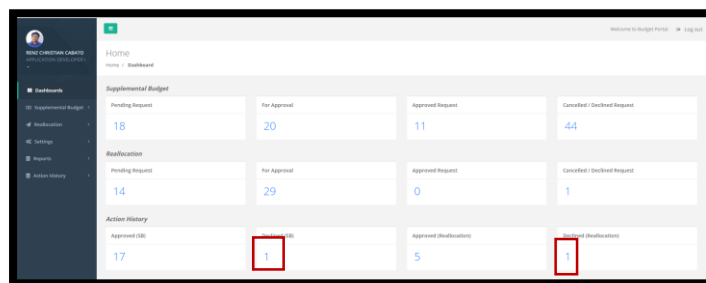 Welcome to Budget Portal.
Log out
RENZ CHRISTIAN CABATO
APPLICATION DEVELOPER I
Home
Home / Dashboard
Dashboards
Supplemental Budget
Reallocation
Settings
Reports
Action History
Supplemental Budget
Pending Request
For Approval
Approved Request
Cancelled / Declined Request
18
20
11
44
Reallocation
Pending Request
For Approval
Approved Request
Cancelled / Declined Request
14
29
0
1
Action History
Approved (SB)
Declined (SB)
Approved (Reallocation)
Declined (Reallocation)
17
1
5
1